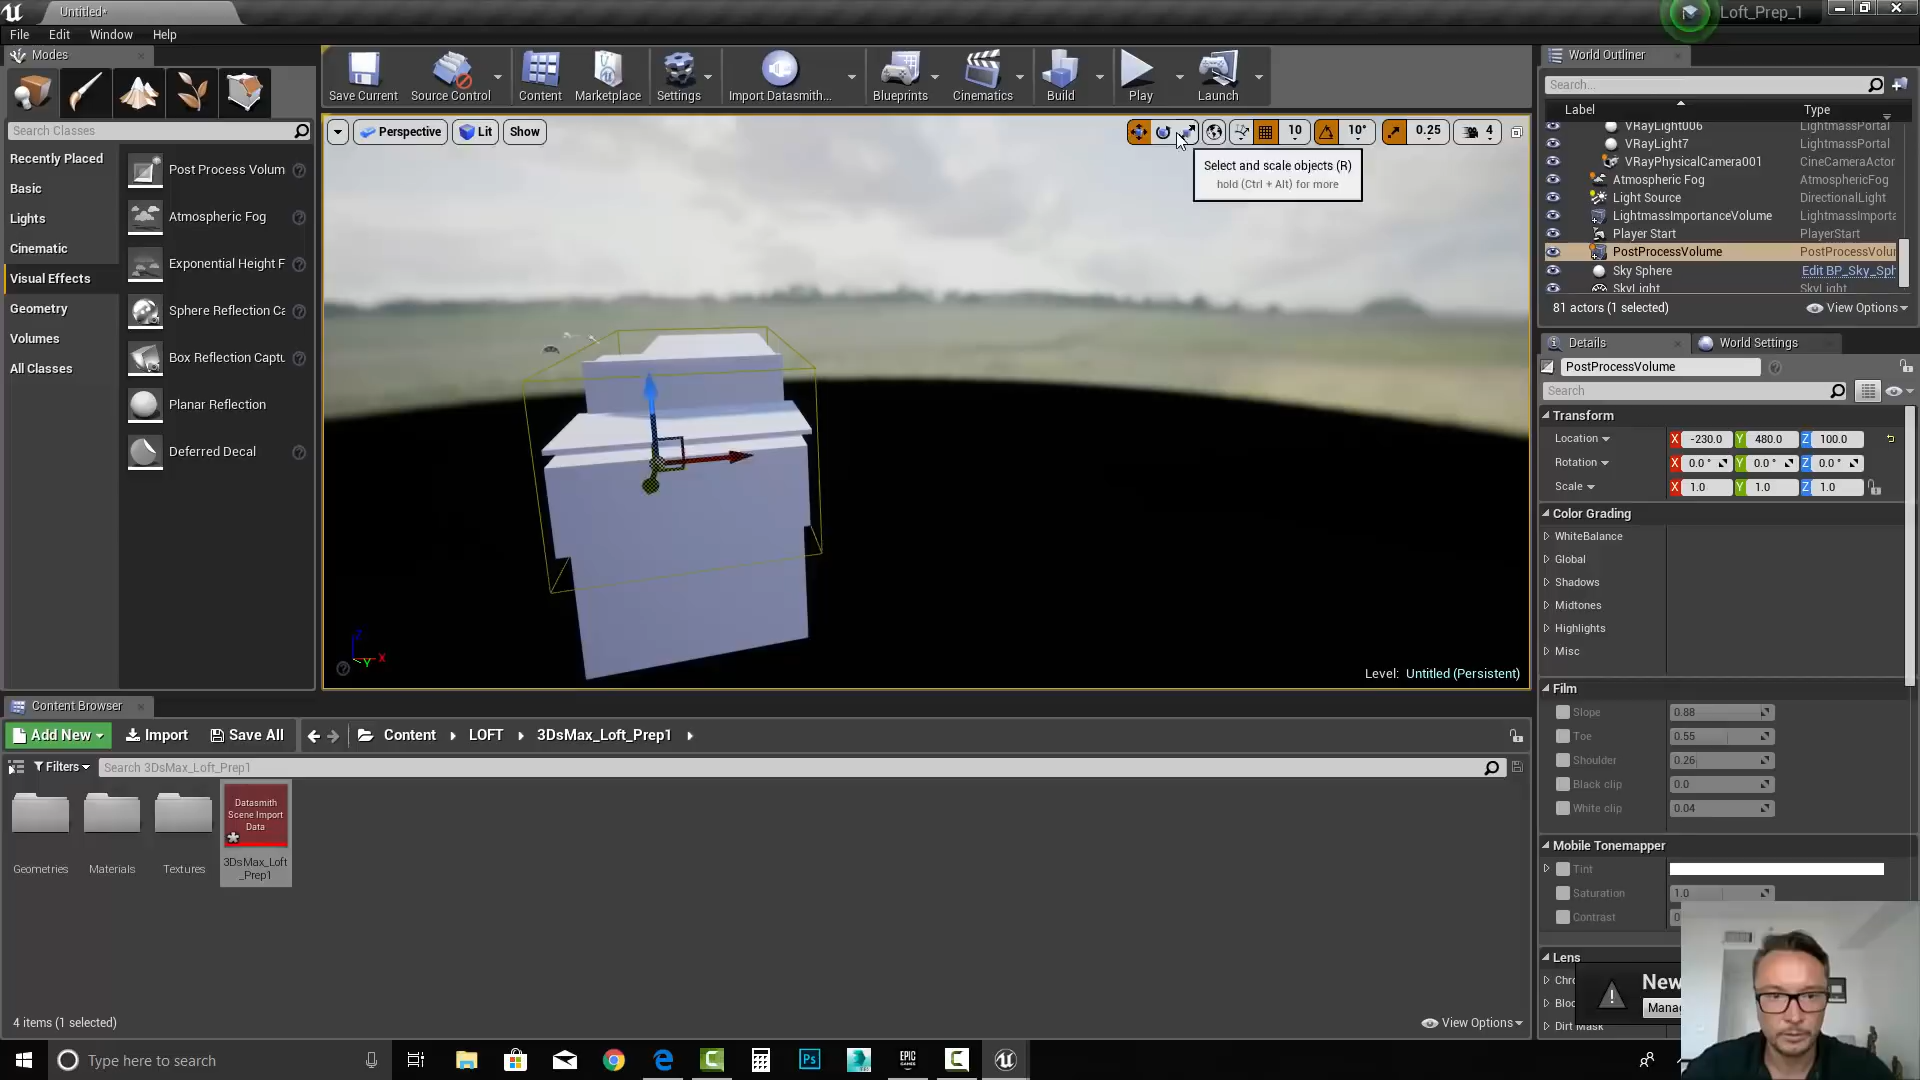 Untitled*
Loft_Prep_1
File Edit Window Help
Modes
Search Classes
Recently Placed
Basic
Lights
Cinematic
Visual Effects
Geometry
Volumes
All Classes
Post Process Volum
Atmospheric Fog
Exponential Height F
Sphere Reflection Ca
Box Reflection Captu
Planar Reflection
Deferred Decal
Save Current Source Control Content Marketplace Settings Import Datasmith... Blueprints Cinematics Build Play Launch
Perspective Lit Show
10 10° 0.25 4
Select and scale objects (R)
hold (Ctrl + Alt) for more
Z
X
Y
Level: Untitled (Persistent)
World Outliner
Search...
Label Type
VRayLight006 LightmassPortal
VRayLight7 LightmassPortal
VRayPhysicalCamera001 CineCameraActor
Atmospheric Fog AtmosphericFog
Light Source DirectionalLight
LightmassImportanceVolume LightmassImporta
Player Start PlayerStart
PostProcessVolume PostProcessVolur
Sky Sphere Edit BP_Sky_Sph
SkyLight SkyLight
81 actors (1 selected) View Options
Details World Settings
PostProcessVolume
Search
Transform
Location X -230.0 Y 480.0 Z 100.0
Rotation X 0.0 ° Y 0.0 ° Z 0.0 °
Scale X 1.0 Y 1.0 Z 1.0
Color Grading
WhiteBalance
Global
Shadows
Midtones
Highlights
Misc
Film
Slope 0.88
Toe 0.55
Shoulder 0.26
Black clip 0.0
White clip 0.04
Mobile Tonemapper
Tint
Saturation 1.0
Contrast
Lens
Chro
Bloo
Dirt Mask
New
Mana
Content Browser
Add New Import Save All Content LOFT 3DsMax_Loft_Prep1
Filters Search 3DsMax_Loft_Prep1
Datasmith
Scene Import
Data
Geometries Materials Textures 3DsMax_Loft
_Prep1
4 items (1 selected) View Options
Type here to search
Ps
EPIC
GAMES